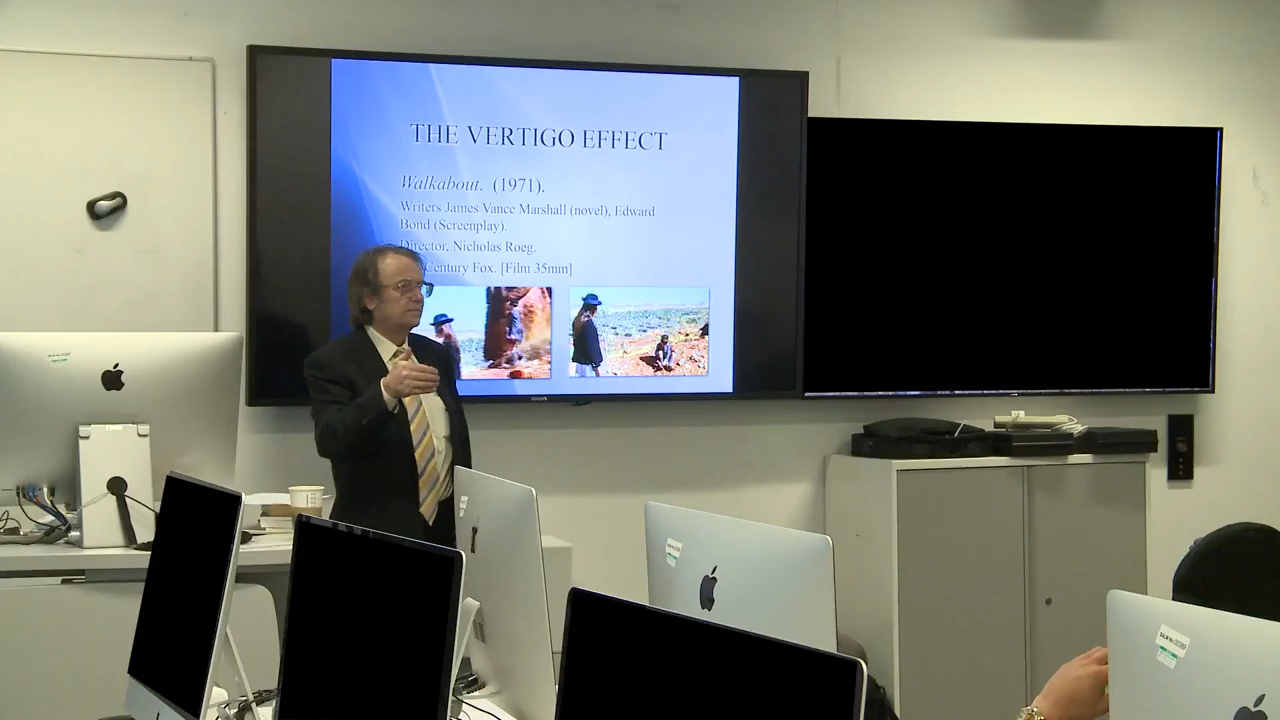 THE VERTIGO EFFECT
Walkabout. (1971).
Writers James Vance Marshall (novel), Edward
Bond (Screenplay).
Director, Nicholas Roeg.
Century Fox. [Film 35mm]
PHILIPS